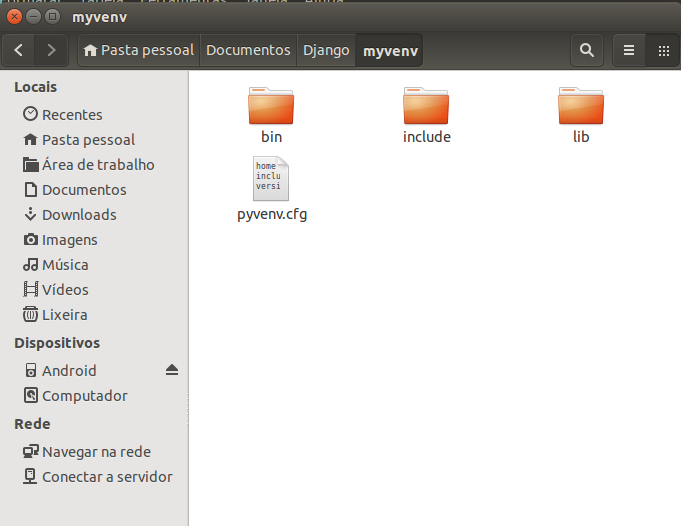 myvenv
Pasta pessoal Documentos Django myvenv
Locais
Recentes
Pasta pessoal
Área de trabalho
Documentos
Downloads
Imagens
Música
Vídeos
Lixeira
Dispositivos
Android
Computador
Rede
Navegar na rede
Conectar a servidor
bin include lib
home
inclu
versi
pyvenv.cfg